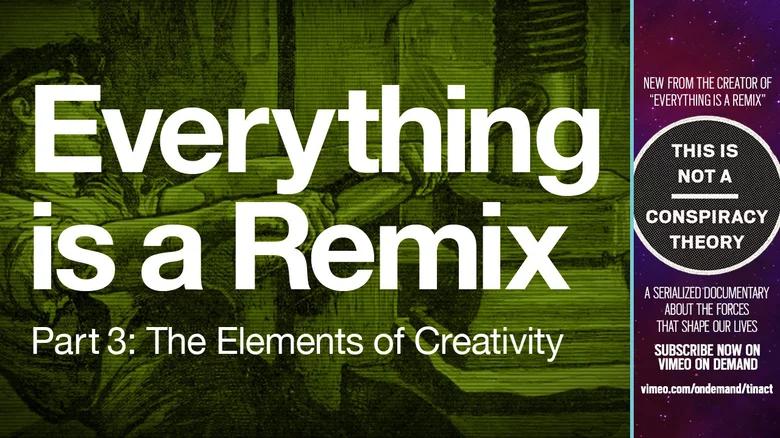 Everything
is a Remix
Part 3: The Elements of Creativity
NEW FROM THE CREATOR OF
“EVERYTHING IS A REMIX”
THIS IS
NOT A
CONSPIRACY
THEORY
A SERIALIZED DOCUMENTARY
ABOUT THE FORCES
THAT SHAPE OUR LIVES
SUBSCRIBE NOW ON
VIMEO ON DEMAND
vimeo.com/ondemand/tinact